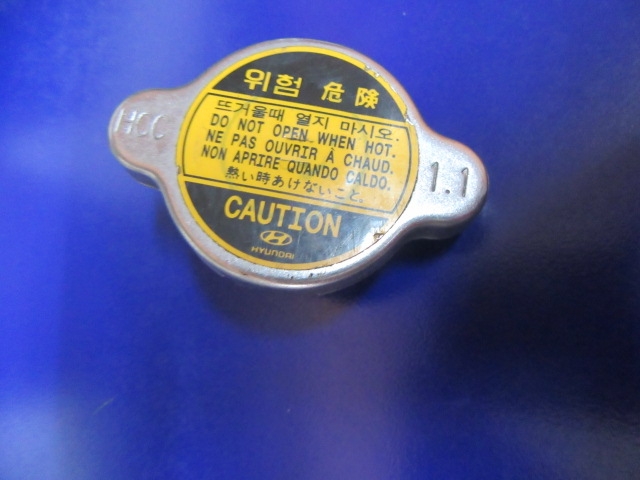 위험 危険
뜨거울때 열지 마시오.
DO NOT OPEN WHEN HOT.
NE PAS OUVRIR À CHAUD.
NON APRIRE QUANDO CALDO.
熱い時あけないこと。
CAUTION
HYUNDAI
HCC
1.1